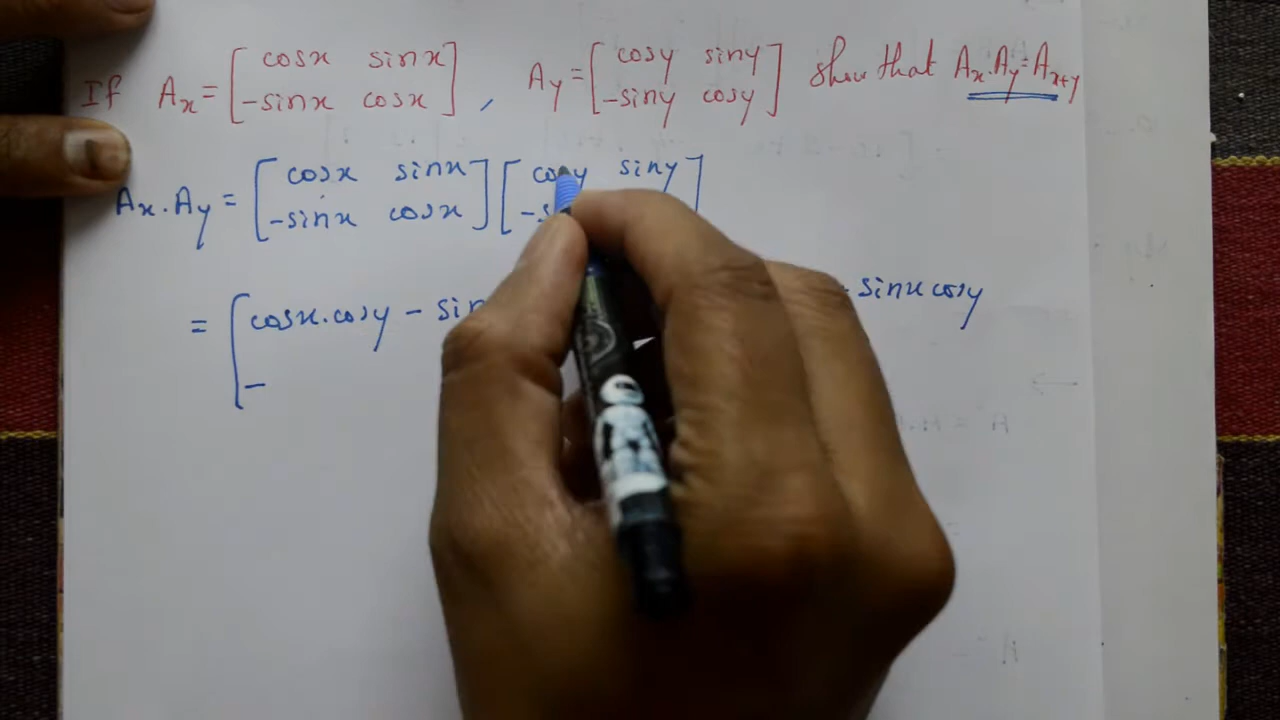 If Ax = [cosx sinx] , Ay = [cosy siny] show that Ax.Ay = Ax+y
[-sinx cosx] [-siny cosy]
Ax.Ay = [cosx sinx] [cosy siny]
[-sinx cosx] [-s
= [cosx.cosy - sin sinx cosy
-